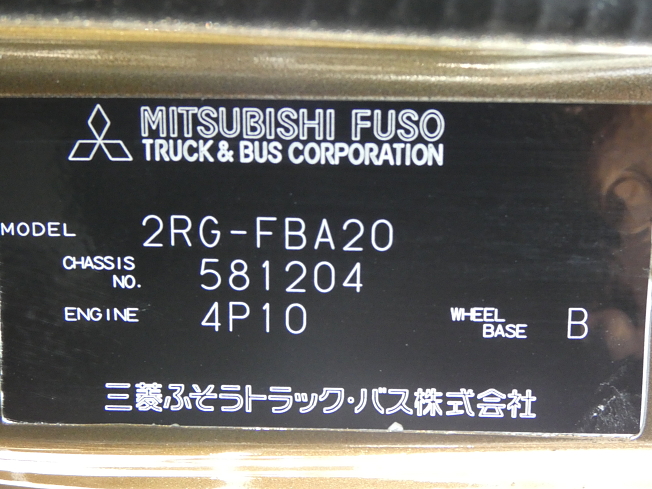 MITSUBISHI FUSO
TRUCK & BUS CORPORATION
MODEL 2RG-FBA20
CHASSIS NO. 581204
ENGINE 4P10 WHEEL BASE B
三菱ふそうトラック・バス株式会社